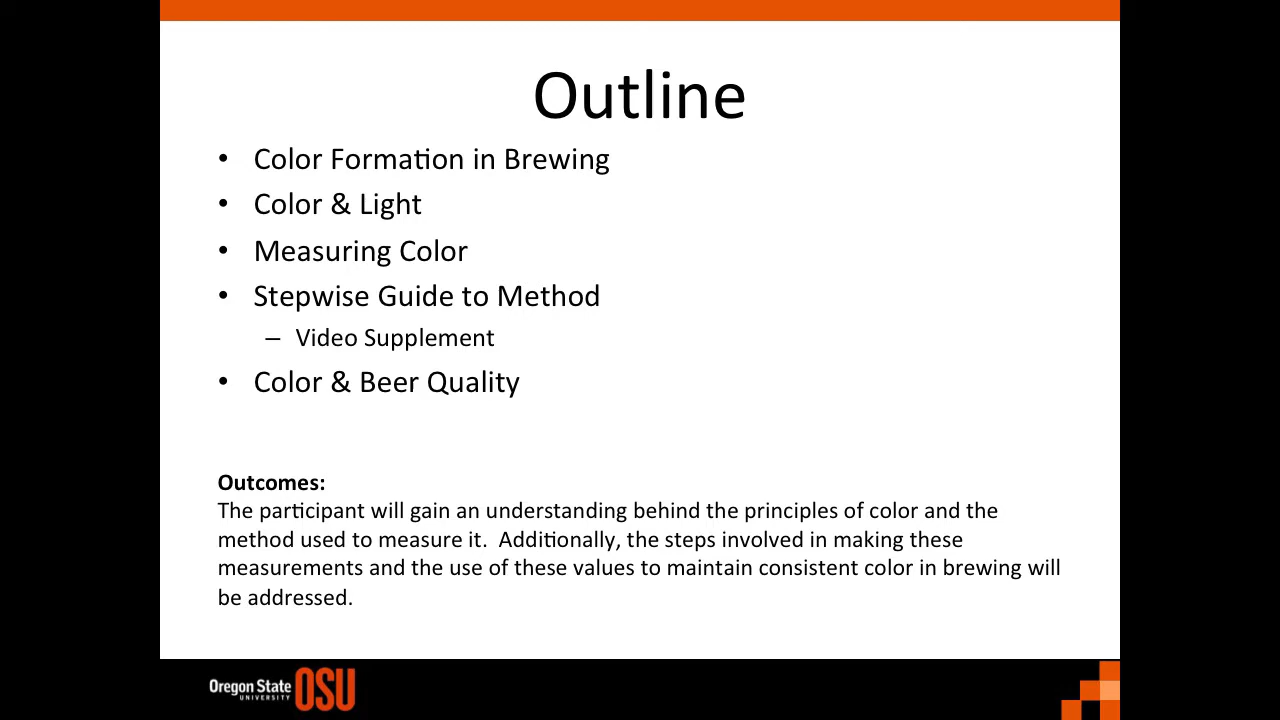 Outline
• Color Formation in Brewing
• Color & Light
• Measuring Color
• Stepwise Guide to Method
– Video Supplement
• Color & Beer Quality
Outcomes:
The participant will gain an understanding behind the principles of color and the
method used to measure it.  Additionally, the steps involved in making these
measurements and the use of these values to maintain consistent color in brewing will
be addressed.
Oregon State OSU
UNIVERSITY